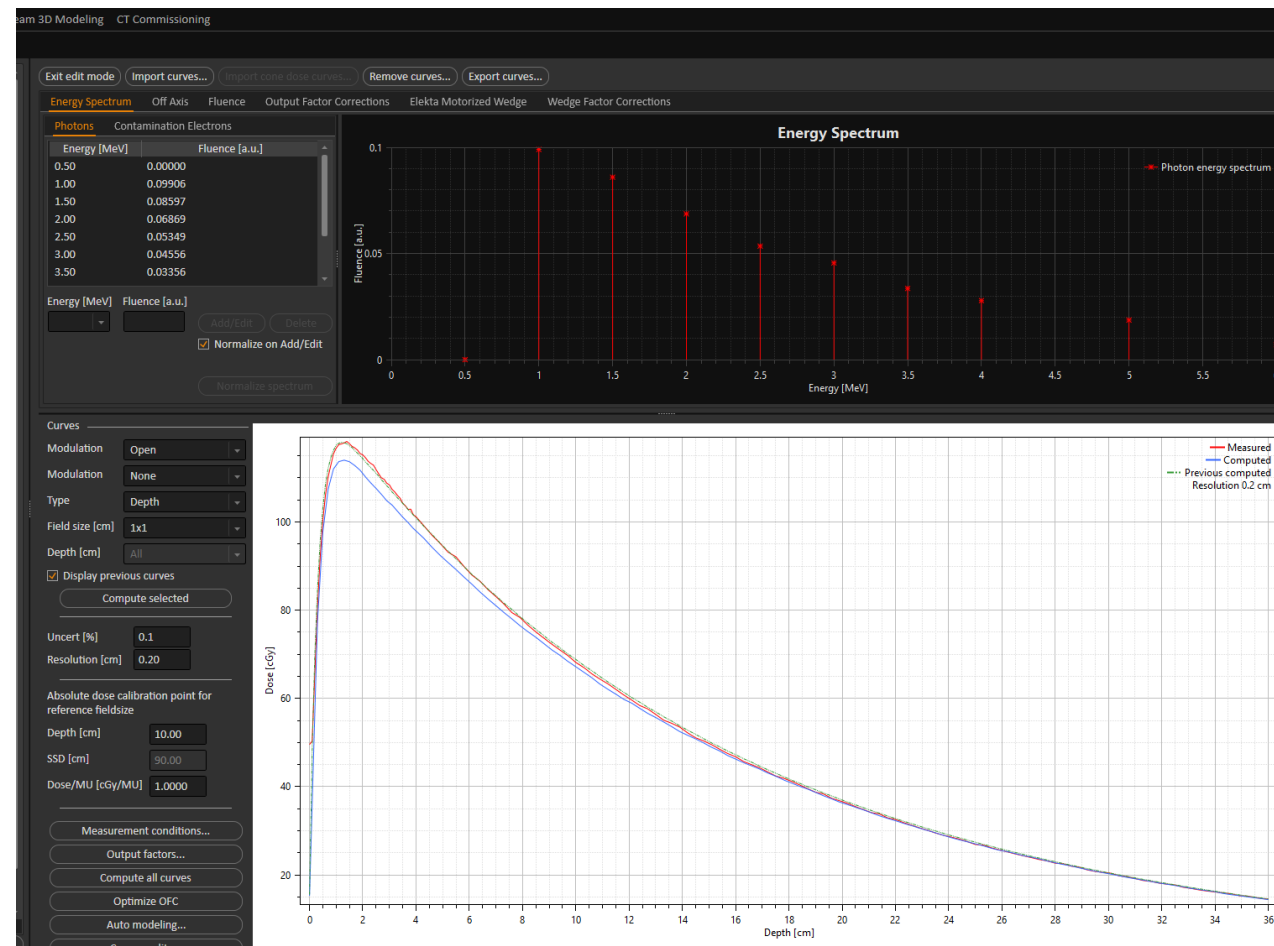 eam 3D Modeling CT Commissioning
Exit edit mode Import curves... Import cone dose curves... Remove curves... Export curves...
Energy Spectrum Off Axis Fluence Output Factor Corrections Elekta Motorized Wedge Wedge Factor Corrections
Photons Contamination Electrons
Energy [MeV] Fluence [a.u.]
0.50 0.00000
1.00 0.09906
1.50 0.08597
2.00 0.06869
2.50 0.05349
3.00 0.04556
3.50 0.03356
Energy [MeV] Fluence [a.u.]
Add/Edit Delete
Normalize on Add/Edit
Normalize spectrum
Energy Spectrum
Photon energy spectrum
0.1
0.05
0
Fluence [a.u.]
0 0.5 1 1.5 2 2.5 3 3.5 4 4.5 5 5.5
Energy [MeV]
Curves
Modulation Open
Modulation None
Type Depth
Field size [cm] 1x1
Depth [cm] All
Display previous curves
Compute selected
Uncert [%] 0.1
Resolution [cm] 0.20
Absolute dose calibration point for
reference fieldsize
Depth [cm] 10.00
SSD [cm] 90.00
Dose/MU [cGy/MU] 1.0000
Measurement conditions...
Output factors...
Compute all curves
Optimize OFC
Auto modeling...
Measured
Computed
Previous computed
Resolution 0.2 cm
100
80
60
40
20
Dose [cGy]
0 2 4 6 8 10 12 14 16 18 20 22 24 26 28 30 32 34 36
Depth [cm]